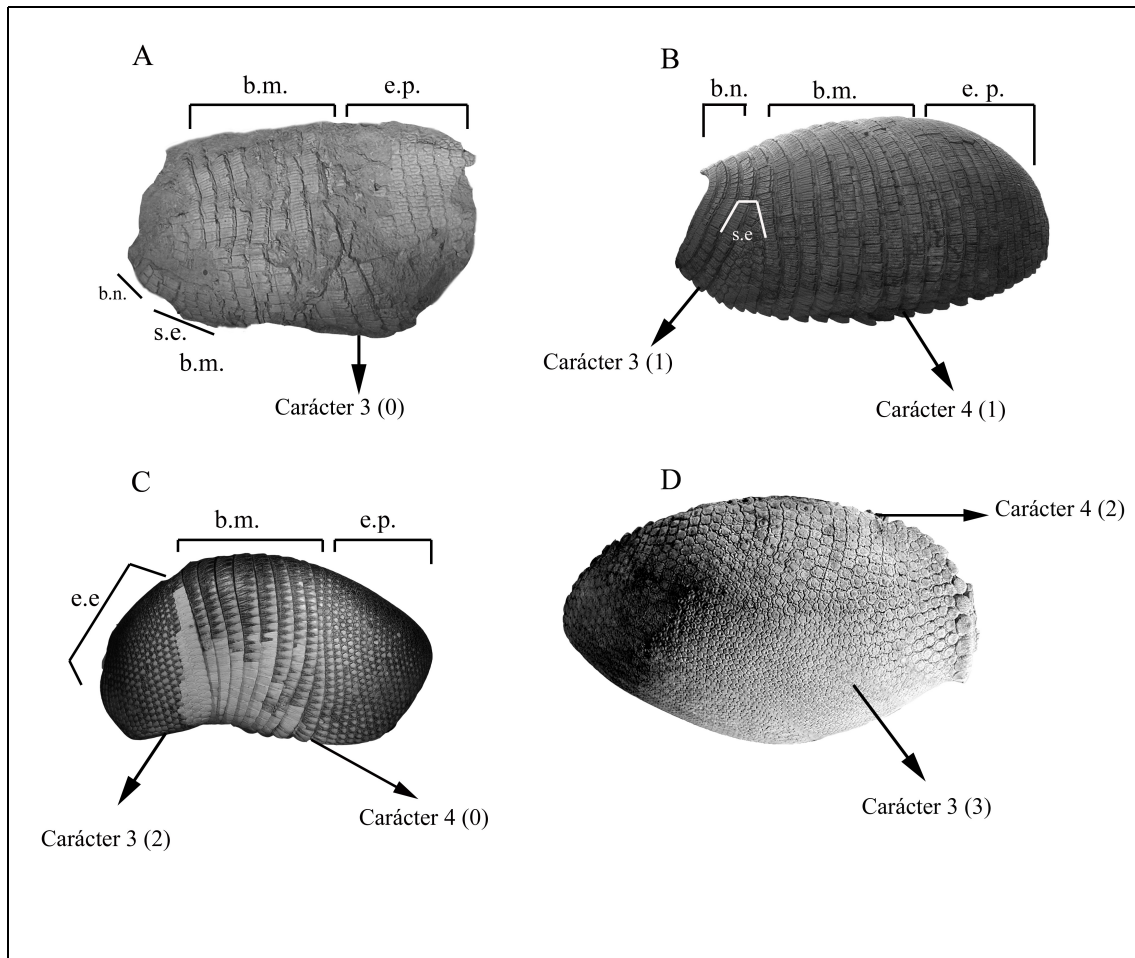 A
b.m. e.p.
b.n.
s.e.
b.m.
Carácter 3 (0)
B
b.n. b.m. e. p.
s.e
Carácter 3 (1)
Carácter 4 (1)
C
b.m. e.p.
e.e
Carácter 3 (2)
Carácter 4 (0)
D
Carácter 4 (2)
Carácter 3 (3)